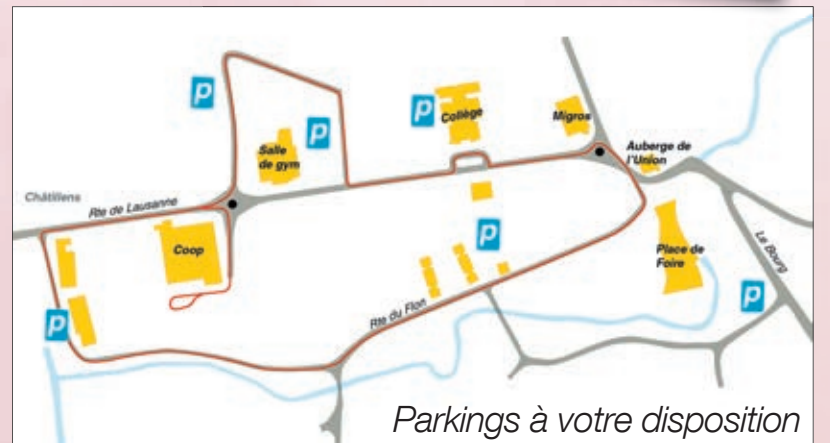 P
P
P
Collège
Migros
Salle
de gym
Auberge de
l'Union
Châtillens
Rte de Lausanne
Coop
P
Place de
Foire
Le Bourg
P
Rte du Flon
P
Parkings à votre disposition